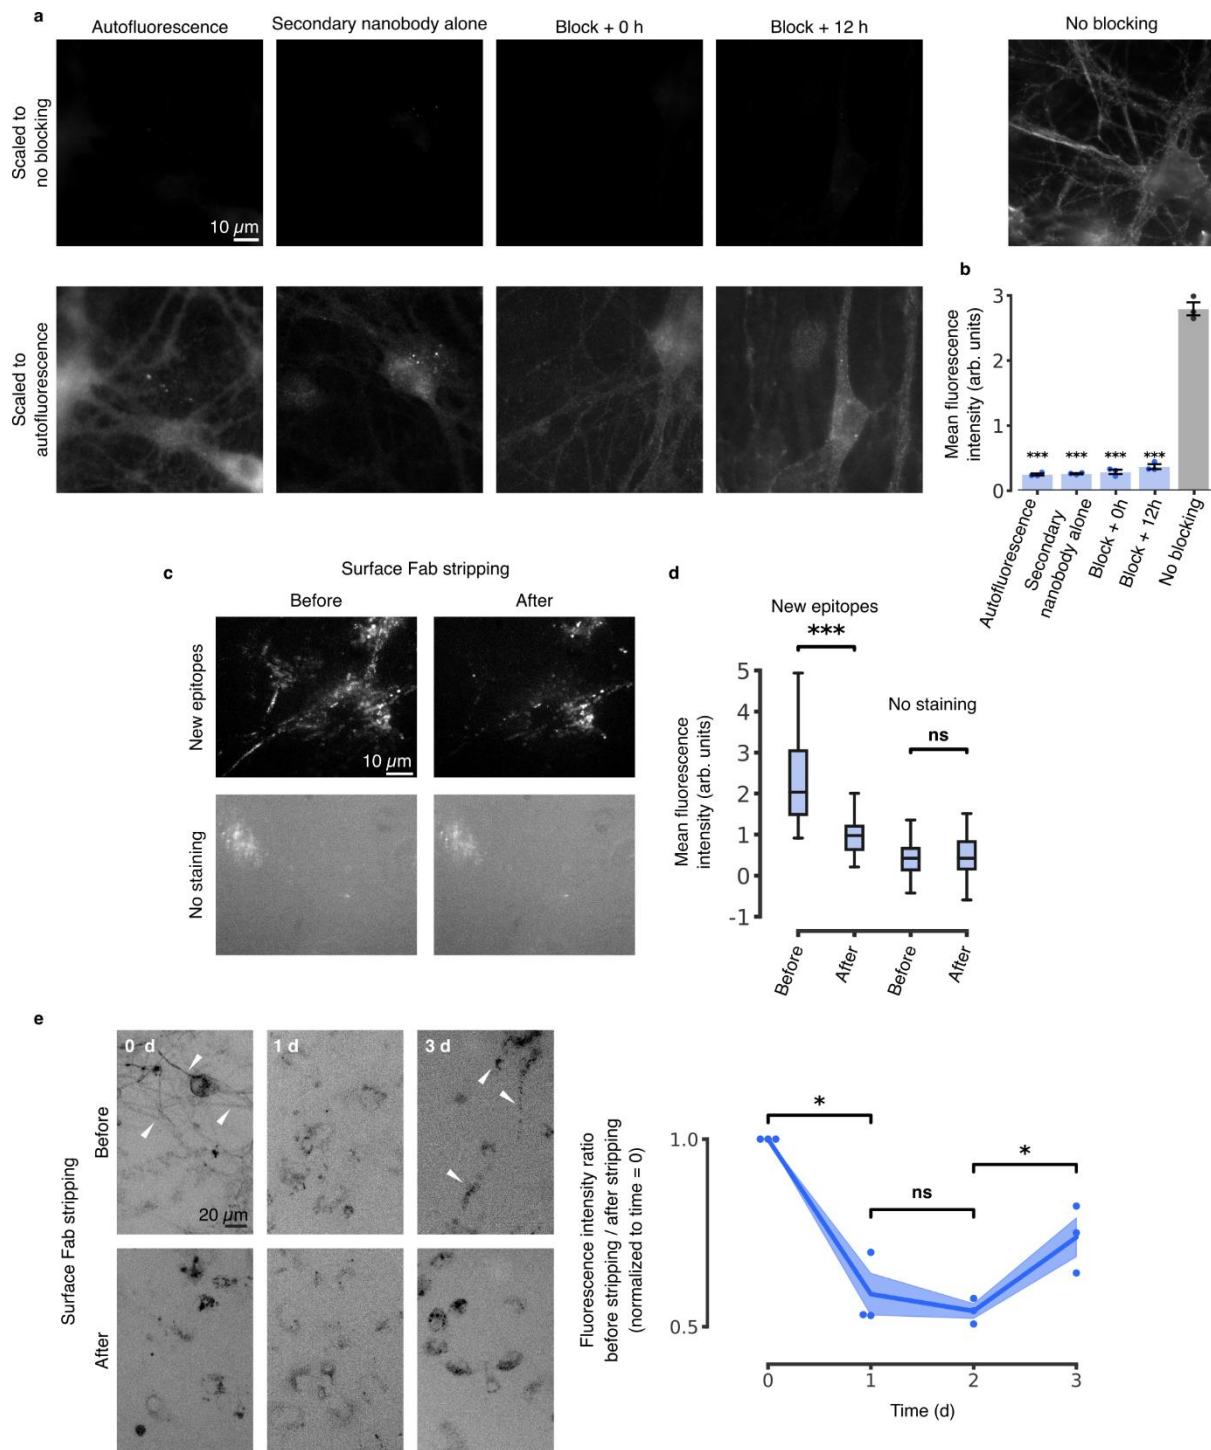 a
Autofluorescence
Secondary nanobody alone
Block + 0 h
Block + 12 h
No blocking
Scaled to
no blocking
10 µm
Scaled to
autofluorescence
b
Mean fluorescence
intensity (arb. units)
3
2
1
0
***
***
***
***
Autofluorescence
Secondary
nanobody alone
Block + 0h
Block + 12h
No blocking
c
Surface Fab stripping
Before
After
New epitopes
10 µm
No staining
d
New epitopes
***
No staining
ns
Mean fluorescence
intensity (arb. units)
5
4
3
2
1
0
-1
Before
After
Before
After
e
Surface Fab stripping
Before
After
0 d
1 d
3 d
20 µm
Fluorescence intensity ratio
before stripping / after stripping
(normalized to time = 0)
1.0
0.5
*
ns
*
0
1
2
3
Time (d)